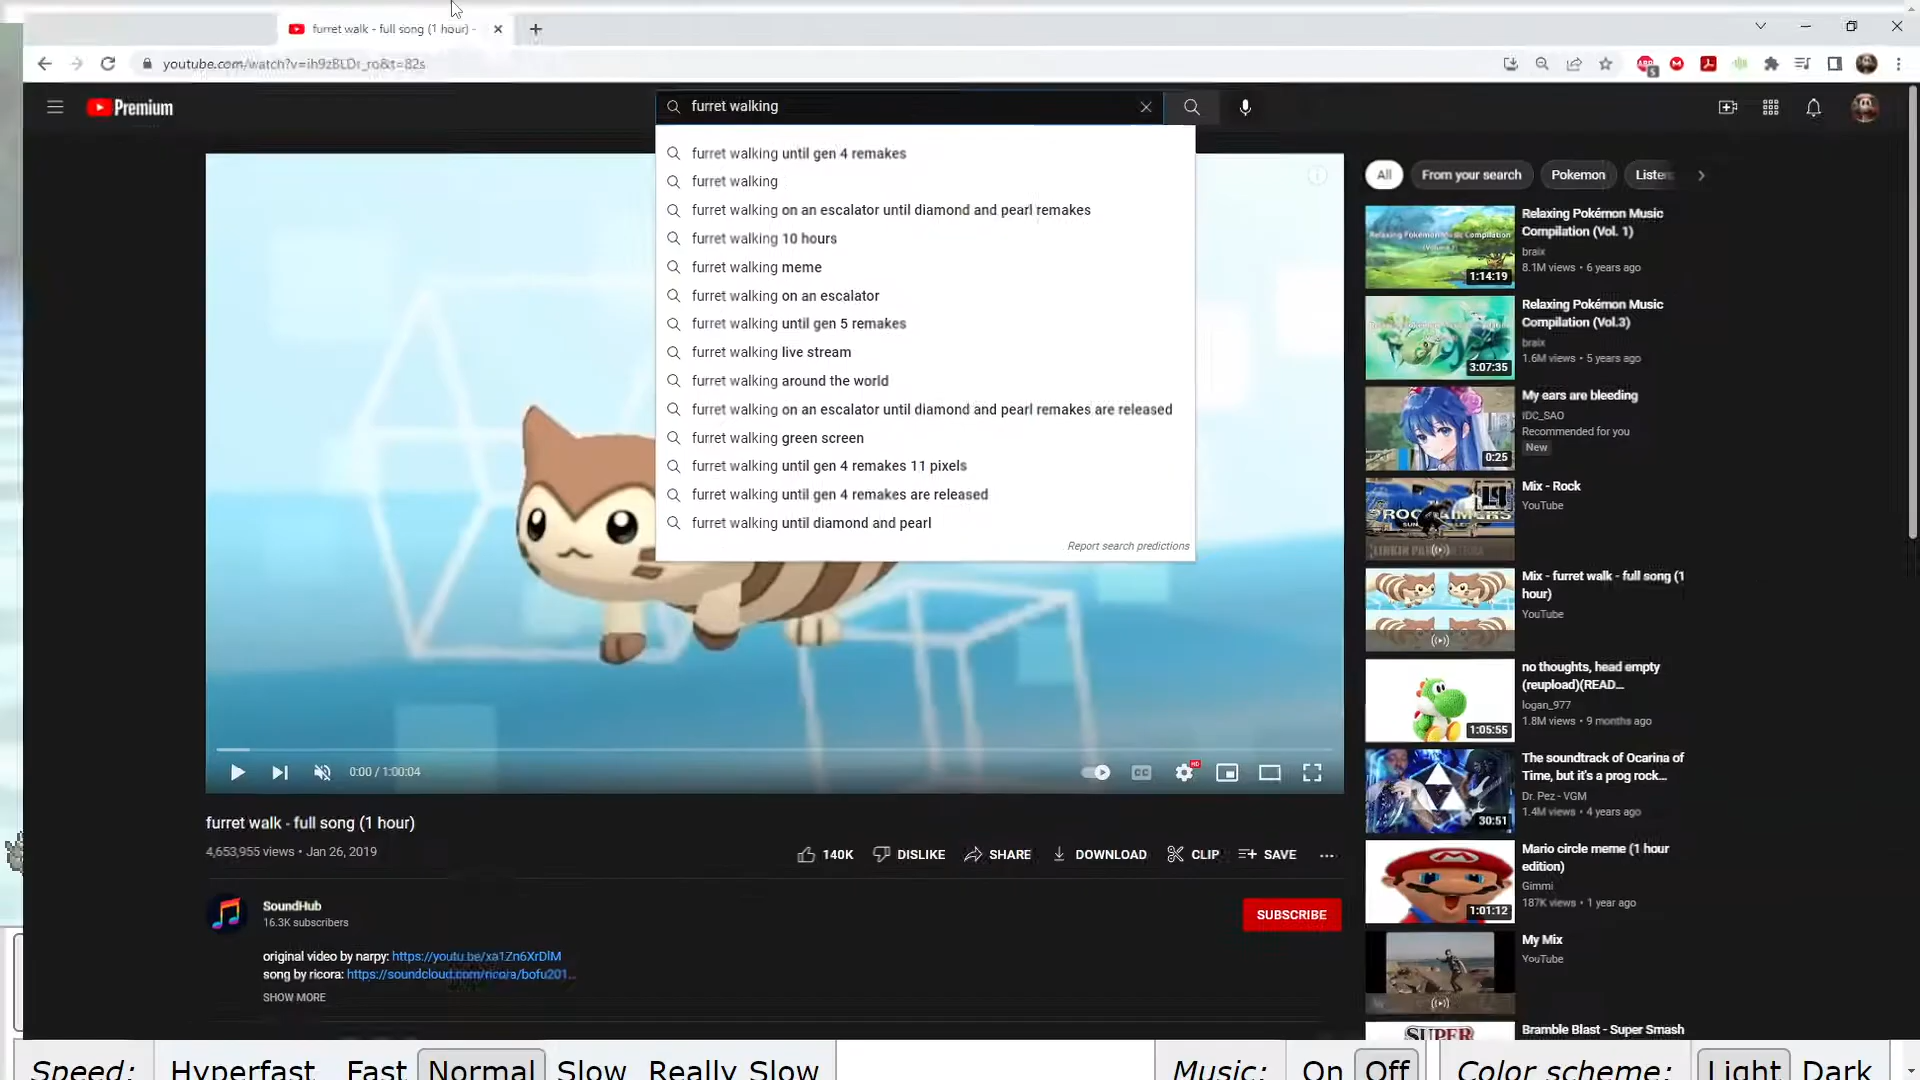 furret walk - full song (1 hour) -
Premium
furret walking
furret walking until gen 4 remakes
furret walking
furret walking on an escalator until diamond and pearl remakes
furret walking 10 hours
furret walking meme
furret walking on an escalator
furret walking until gen 5 remakes
furret walking live stream
furret walking around the world
furret walking on an escalator until diamond and pearl remakes are released
furret walking green screen
furret walking until gen 4 remakes 11 pixels
furret walking until gen 4 remakes are released
furret walking until diamond and pearl
Report search predictions
0:00 / 1:00:04
CC
HD
furret walk - full song (1 hour)
4,653,955 views • Jan 26, 2019
140K
DISLIKE
SHARE
DOWNLOAD
CLIP
SAVE
SoundHub
16.3K subscribers
SUBSCRIBE
original video by narpy: https://youtu.be/xa1Zn6XrDlM
song by ricora: https://soundcloud.com/ricora/bofu201...
SHOW MORE
All
From your search
Pokemon
Listen
Relaxing Pokémon Music
Compilation (Vol. 1)
braix
8.1M views • 6 years ago
1:14:19
Relaxing Pokémon Music
Compilation (Vol.3)
braix
1.6M views • 5 years ago
3:07:35
My ears are bleeding
IDC_SAO
Recommended for you
New
0:25
Mix - Rock
YouTube
Mix - furret walk - full song (1
hour)
YouTube
no thoughts, head empty
(reupload)(READ...
logan_977
1.8M views • 9 months ago
1:05:55
The soundtrack of Ocarina of
Time, but it's a prog rock...
Dr. Pez - VGM
1.4M views • 4 years ago
30:51
Mario circle meme (1 hour
edition)
Gimmi
187K views • 1 year ago
1:01:12
My Mix
YouTube
Bramble Blast - Super Smash
SUPER
Speed: Hyperfast Fast Normal Slow Really Slow
Music: On Off
Color scheme: Light Dark